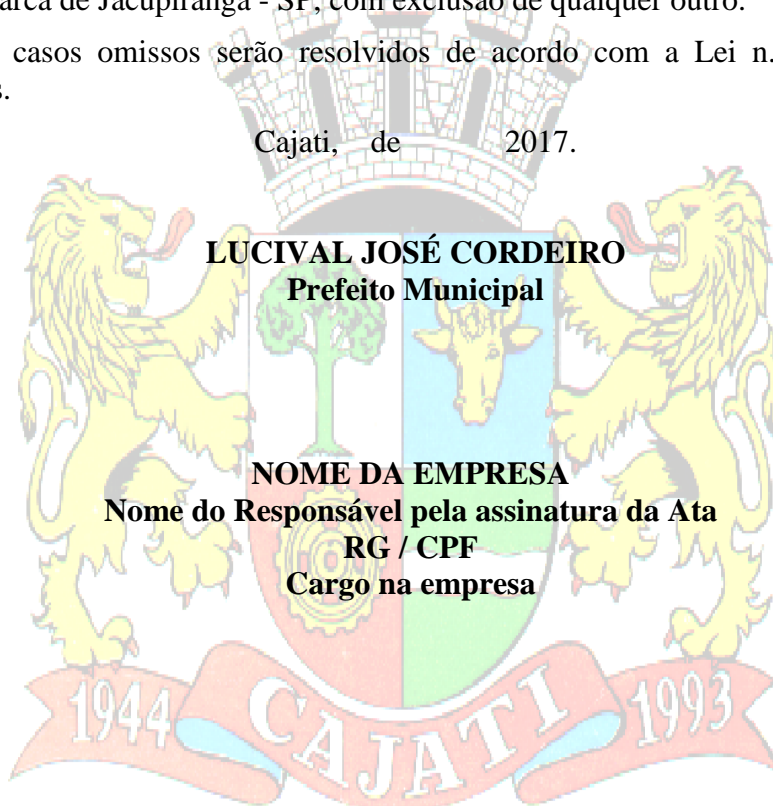 arca de Jacupiranga - SP, com exclusão de qualquer outro.
casos omissos serão resolvidos de acordo com a Lei n.
s.
Cajati, de 2017.
LUCIVAL JOSÉ CORDEIRO
Prefeito Municipal
NOME DA EMPRESA
Nome do Responsável pela assinatura da Ata
RG / CPF
Cargo na empresa
1944 CAJATI 1993